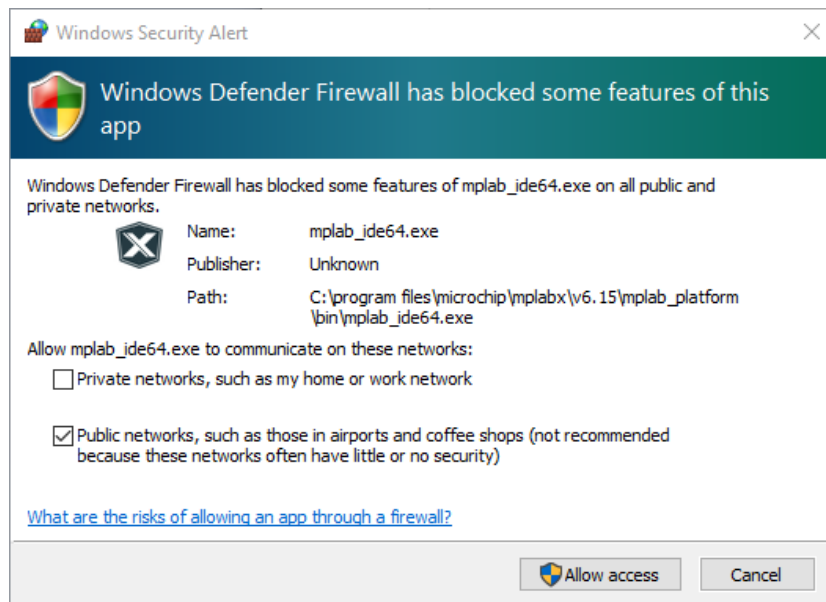 Windows Security Alert
Windows Defender Firewall has blocked some features of this
app
Windows Defender Firewall has blocked some features of mplab_ide64.exe on all public and
private networks.
Name: mplab_ide64.exe
Publisher: Unknown
Path: C:\program files\microchip\mplabx\v6.15\mplab_platform
\bin\mplab_ide64.exe
Allow mplab_ide64.exe to communicate on these networks:
Private networks, such as my home or work network
Public networks, such as those in airports and coffee shops (not recommended
because these networks often have little or no security)
What are the risks of allowing an app through a firewall?
Allow access Cancel